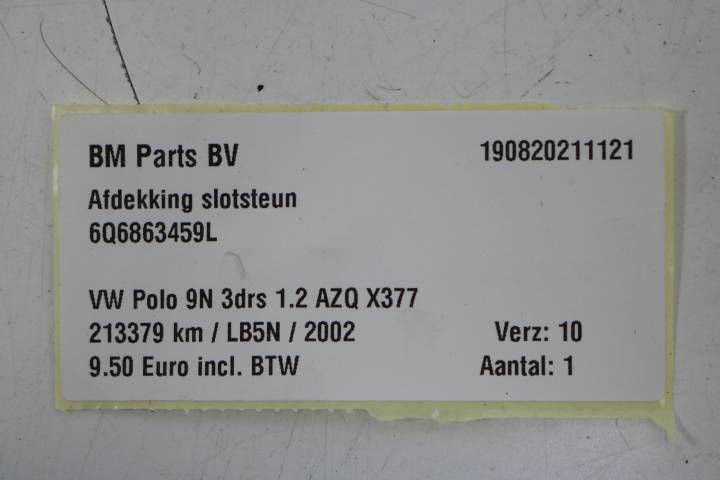 BM Parts BV 190820211121
Afdekking slotsteun
6Q6863459L
VW Polo 9N 3drs 1.2 AZQ X377
213379 km / LB5N / 2002 Verz: 10
9.50 Euro incl. BTW Aantal: 1